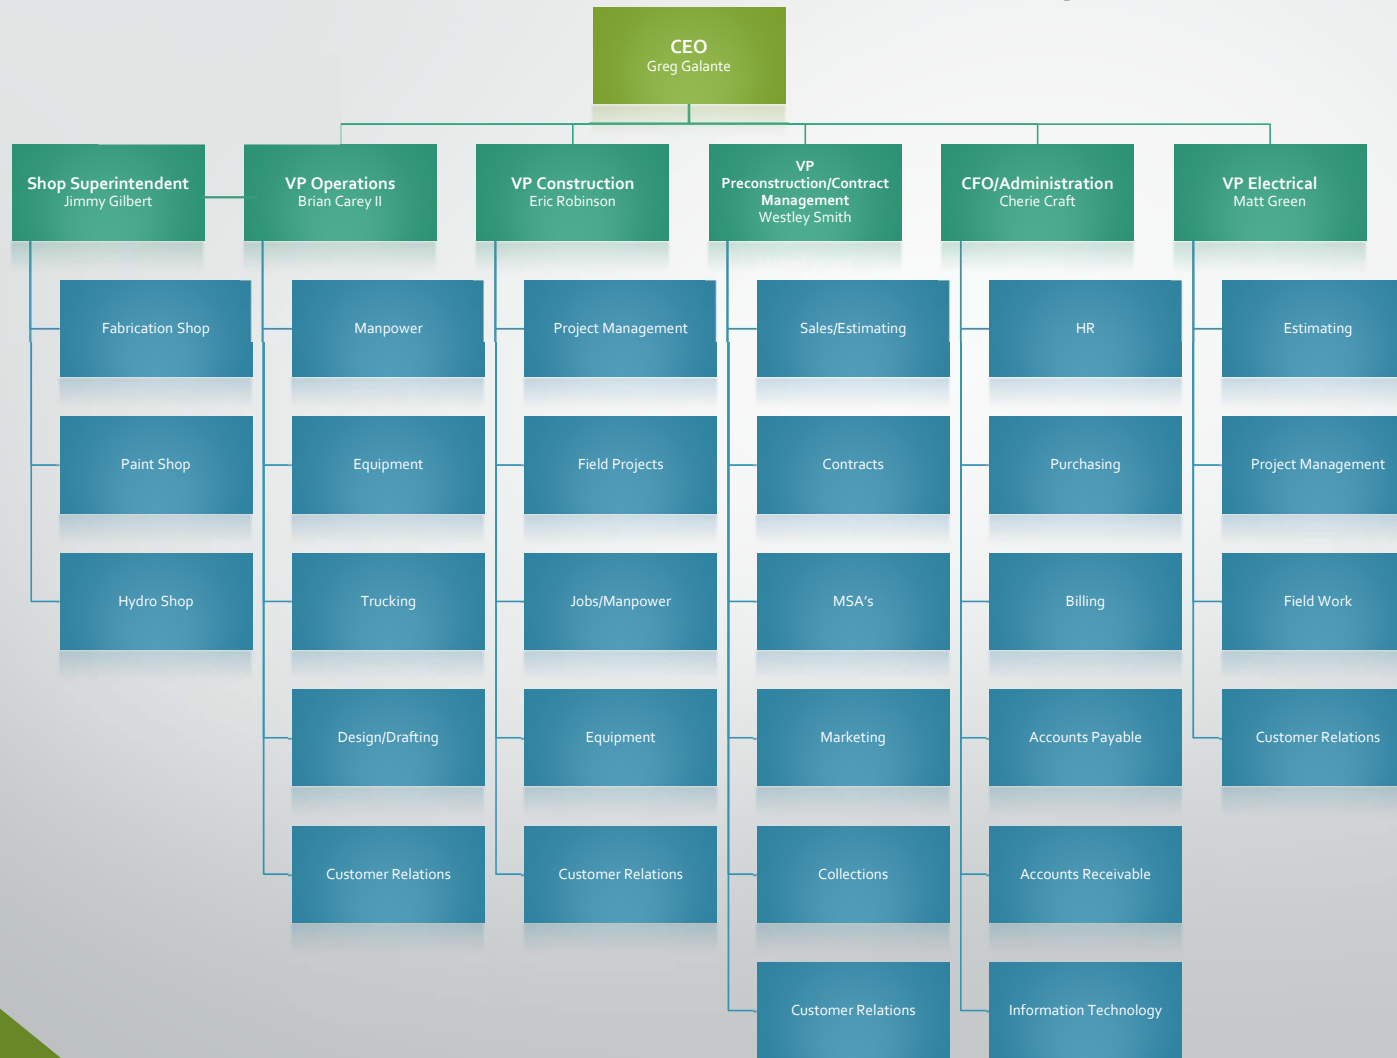 CEO
Greg Galante
Shop Superintendent
Jimmy Gilbert
VP Operations
Brian Carey II
VP Construction
Eric Robinson
VP
Preconstruction/Contract
Management
Westley Smith
CFO/Administration
Cherie Craft
VP Electrical
Matt Green
Fabrication Shop
Paint Shop
Hydro Shop
Manpower
Equipment
Trucking
Design/Drafting
Customer Relations
Project Management
Field Projects
Jobs/Manpower
Equipment
Customer Relations
Sales/Estimating
Contracts
MSA's
Marketing
Collections
Customer Relations
HR
Purchasing
Billing
Accounts Payable
Accounts Receivable
Information Technology
Estimating
Project Management
Field Work
Customer Relations